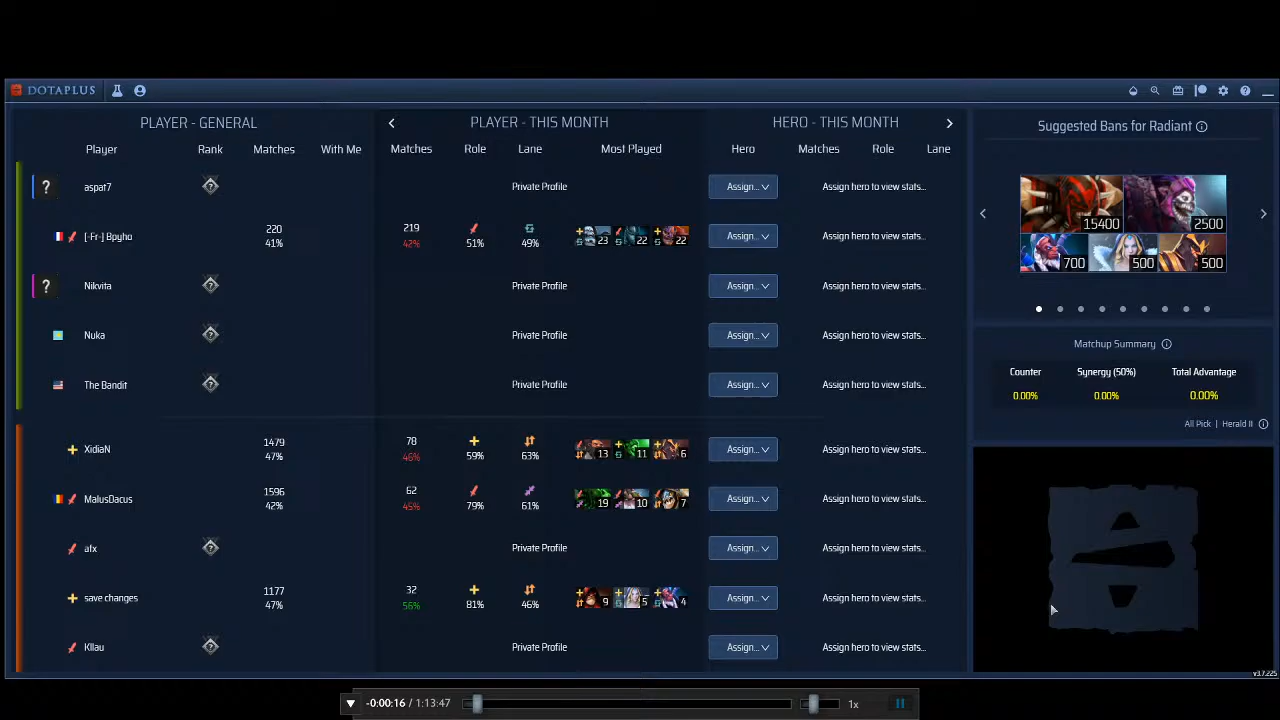 DOTAPLUS
PLAYER - GENERAL
PLAYER - THIS MONTH
HERO - THIS MONTH
Player Rank Matches With Me Matches Role Lane Most Played Hero Matches Role Lane
? aspat7 ? Private Profile Assign... Assign hero to view stats...
[-Fr-] Bpyho 220 219 23 22 22 Assign... Assign hero to view stats...
41% 42% 51% 49%
? Nikvita ? Private Profile Assign... Assign hero to view stats...
Nuka ? Private Profile Assign... Assign hero to view stats...
The Bandit ? Private Profile Assign... Assign hero to view stats...
XidiaN 1479 78 13 11 6 Assign... Assign hero to view stats...
47% 46% 59% 63%
MalusDacus 1596 62 19 10 7 Assign... Assign hero to view stats...
42% 45% 79% 61%
afx ? Private Profile Assign... Assign hero to view stats...
save changes 1177 32 9 5 4 Assign... Assign hero to view stats...
47% 56% 81% 46%
Kllau ? Private Profile Assign... Assign hero to view stats...
Suggested Bans for Radiant
15400 2500
700 500 500
Matchup Summary
Counter Synergy (50%) Total Advantage
0.00% 0.00% 0.00%
All Pick | Herald II
v3.7.225
-0:00:16 / 1:13:47 1x